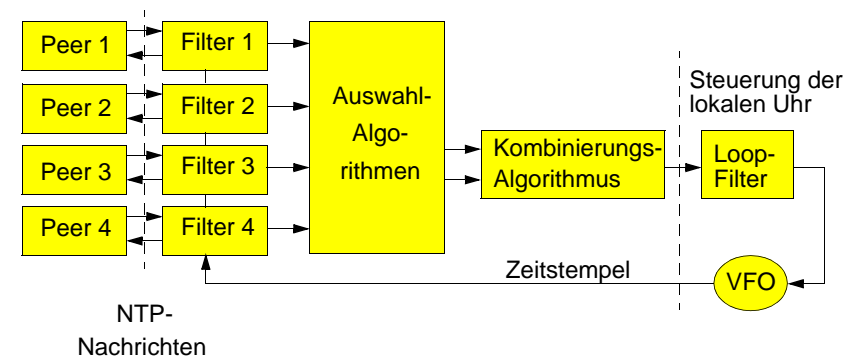 Peer 1
Filter 1
Peer 2
Filter 2
Peer 3
Filter 3
Peer 4
Filter 4
Auswahl-
Algo-
rithmen
Kombinierungs-
Algorithmus
Steuerung der
lokalen Uhr
Loop-
Filter
Zeitstempel
VFO
NTP-
Nachrichten